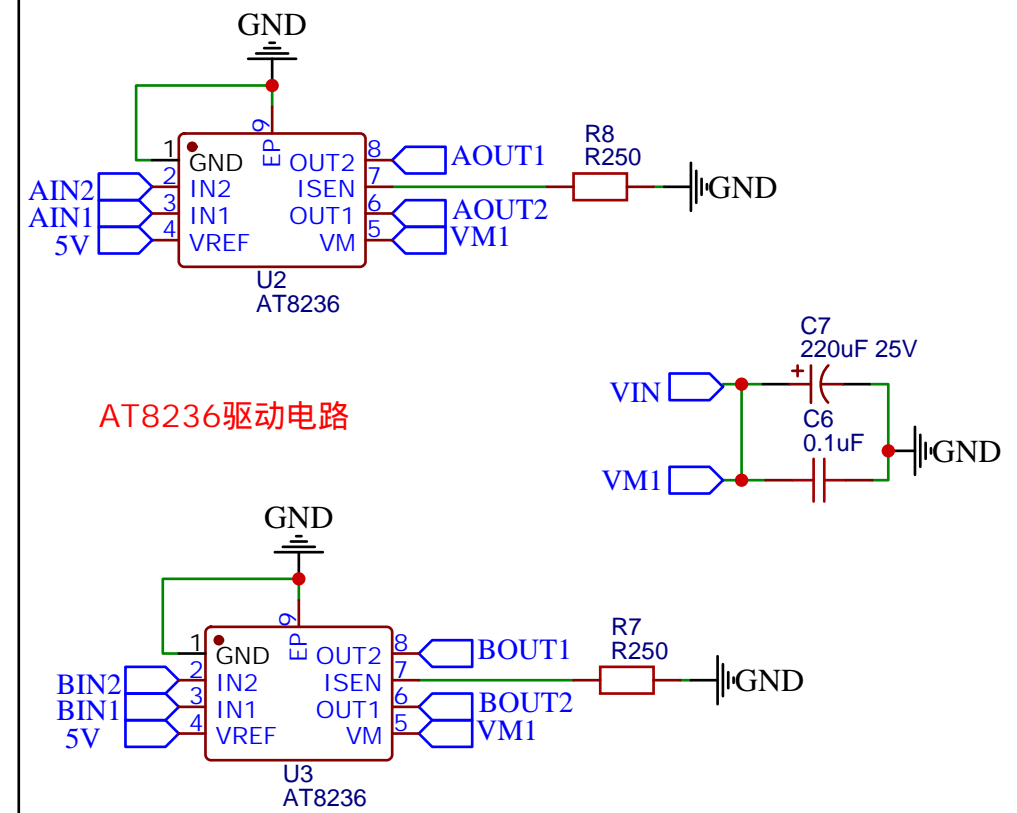 GND
1 GND
AIN2 2 IN2
AIN1 3 IN1
5V 4 VREF
9 EP
OUT2 8 AOUT1
ISEN 7
OUT1 6 AOUT2
VM 5 VM1
U2
AT8236
R8
R250
GND
AT8236驱动电路
C7
220uF 25V
+
VIN
C6
0.1uF
VM1
GND
GND
1 GND
BIN2 2 IN2
BIN1 3 IN1
5V 4 VREF
9 EP
OUT2 8 BOUT1
ISEN 7
OUT1 6 BOUT2
VM 5 VM1
U3
AT8236
R7
R250
GND